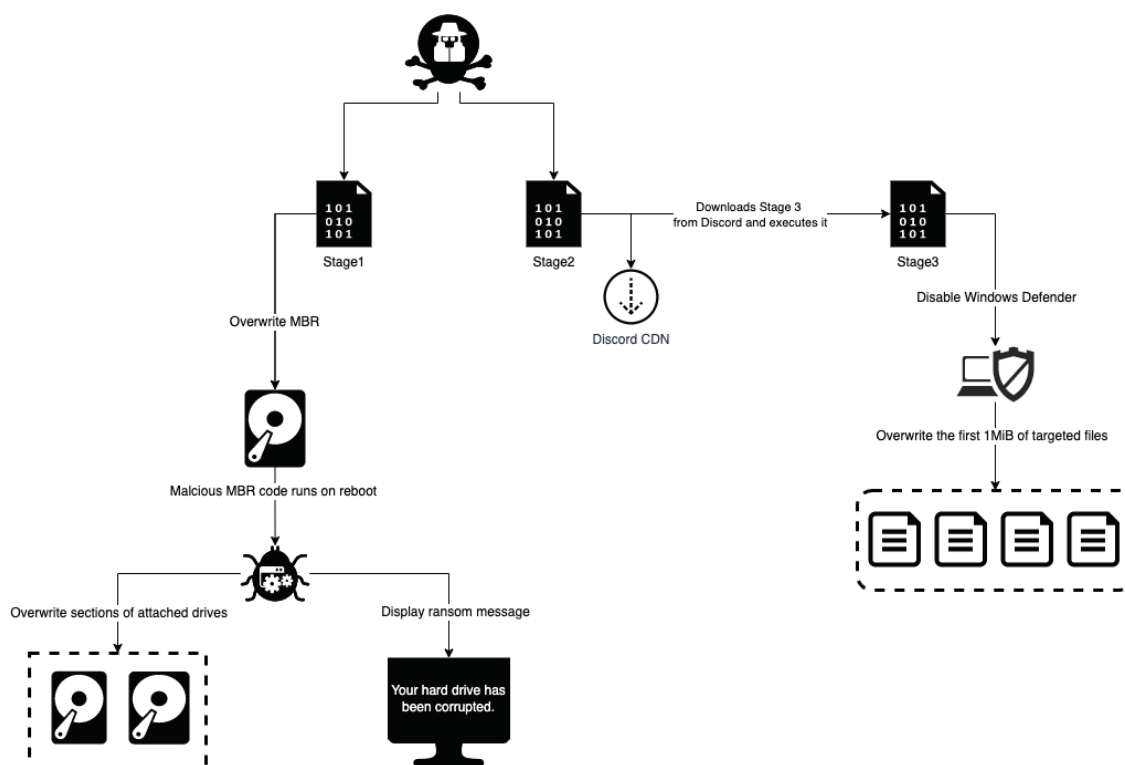 101
010
101
Stage1
101
010
101
Stage2
Downloads Stage 3
from Discord and executes it
101
010
101
Stage3
Discord CDN
Disable Windows Defender
Overwrite MBR
Overwrite the first 1MiB of targeted files
Malcious MBR code runs on reboot
Overwrite sections of attached drives
Display ransom message
Your hard drive has
been corrupted.